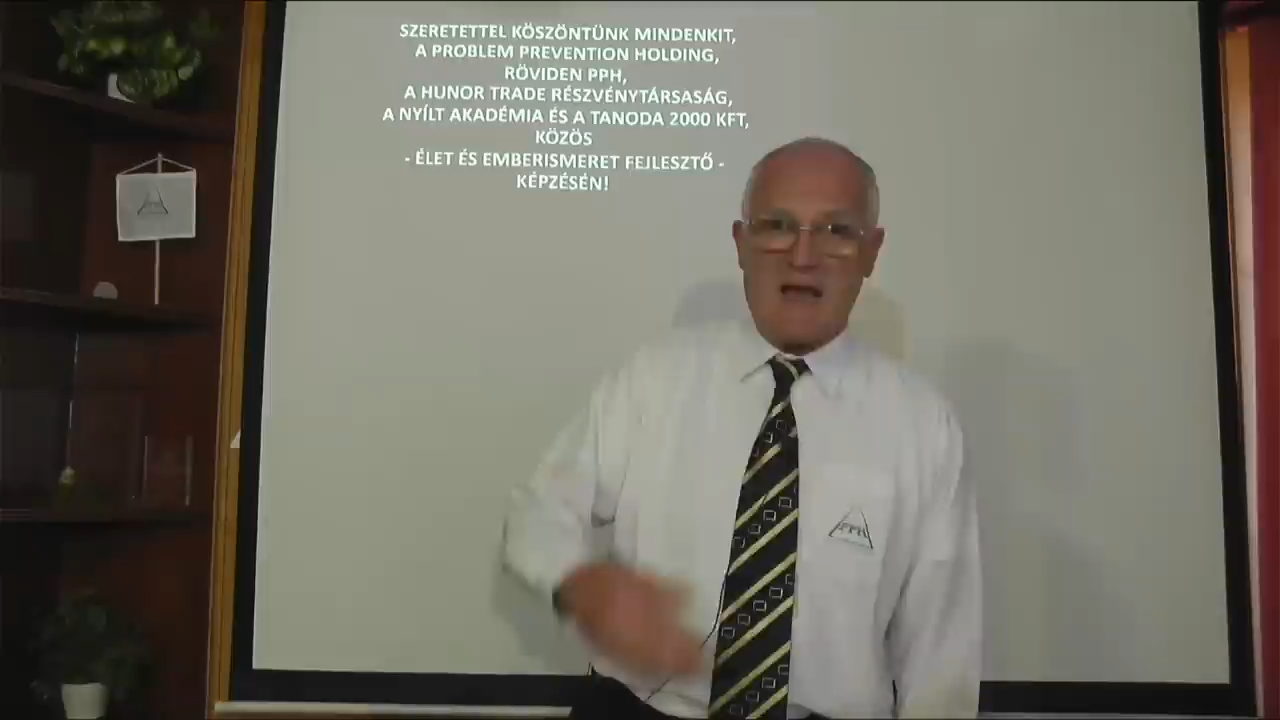 SZERETETTEL KÖSZÖNTÜNK MINDENKIT,
A PROBLEM PREVENTION HOLDING,
RÖVIDEN PPH,
A HUNOR TRADE RÉSZVÉNYTÁRSASÁG,
A NYÍLT AKADÉMIA ÉS A TANODA 2000 KFT,
KÖZÖS
- ÉLET ÉS EMBERISMERET FEJLESZTŐ -
KÉPZÉSÉN!
PPH